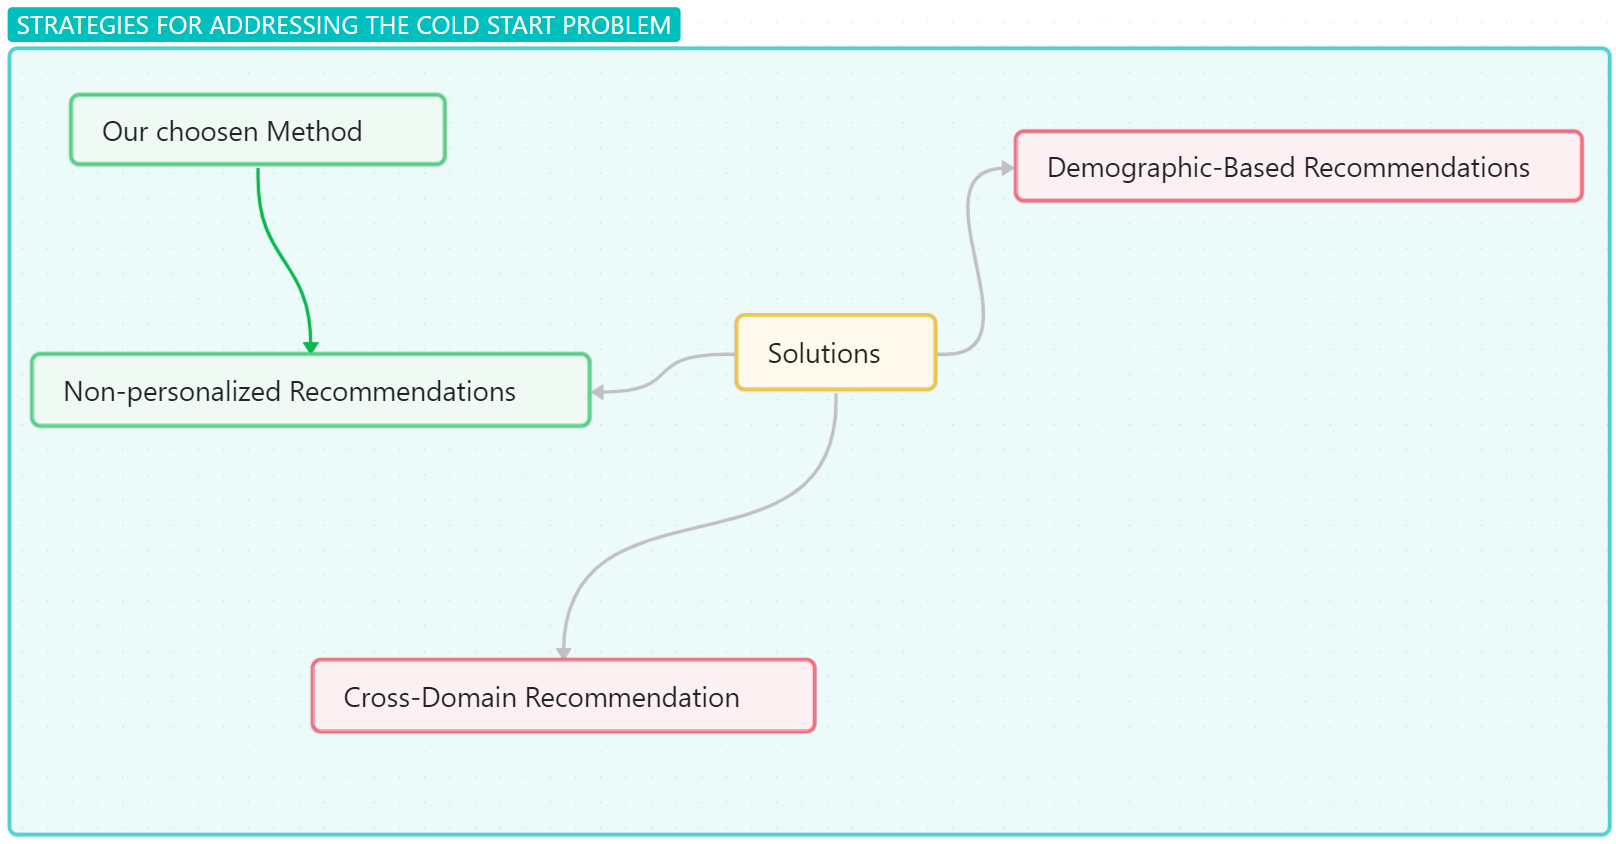 STRATEGIES FOR ADDRESSING THE COLD START PROBLEM
Our choosen Method
Demographic-Based Recommendations
Solutions
Non-personalized Recommendations
Cross-Domain Recommendation